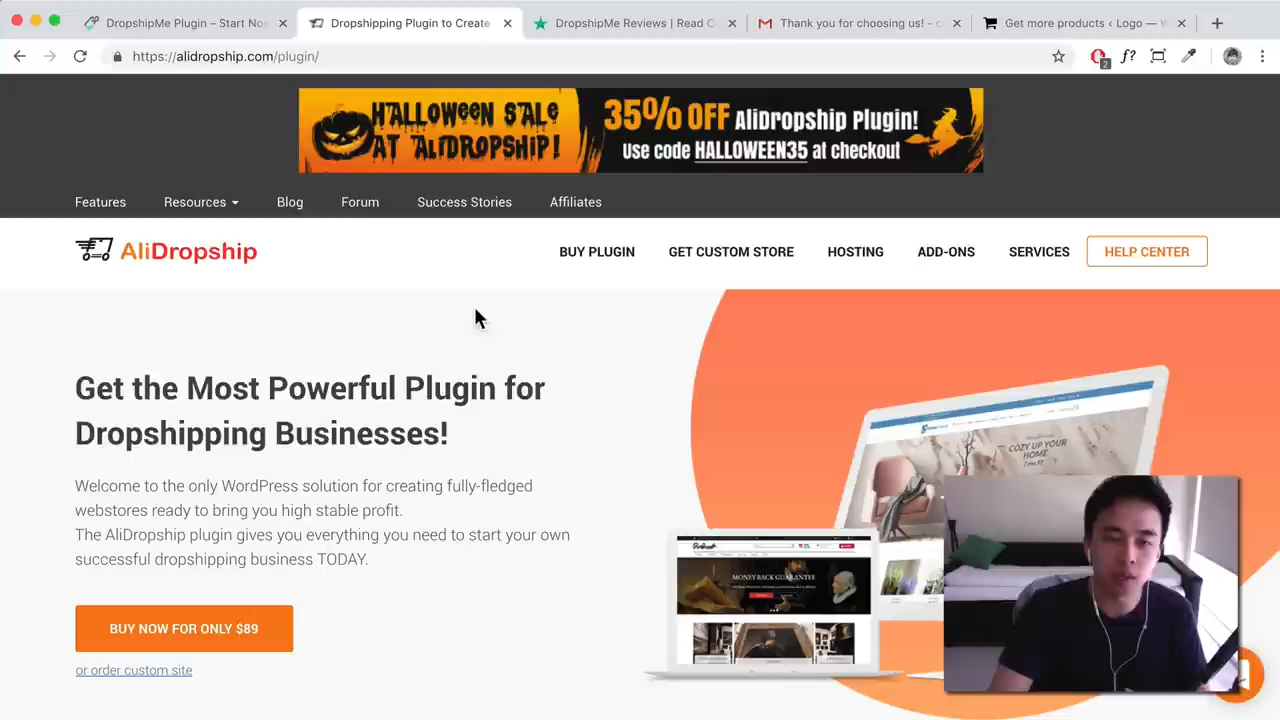 DropshipMe Plugin – Start Now
Dropshipping Plugin to Create
DropshipMe Reviews | Read C
Thank you for choosing us! - c
Get more products ‹ Logo — W
https://alidropship.com/plugin/
2
f?
HALLOWEEN SALE
AT ALIDROPSHIP!
35% OFF AliDropship Plugin!
Use code HALLOWEEN35 at checkout
Features
Resources
Blog
Forum
Success Stories
Affiliates
AliDropship
BUY PLUGIN
GET CUSTOM STORE
HOSTING
ADD-ONS
SERVICES
HELP CENTER
Get the Most Powerful Plugin for
Dropshipping Businesses!
Welcome to the only WordPress solution for creating fully-fledged
webstores ready to bring you high stable profit.
The AliDropship plugin gives you everything you need to start your own
successful dropshipping business TODAY.
BUY NOW FOR ONLY $89
or order custom site
COZY UP YOUR
HOME
MONEY BACK GUARANTEE